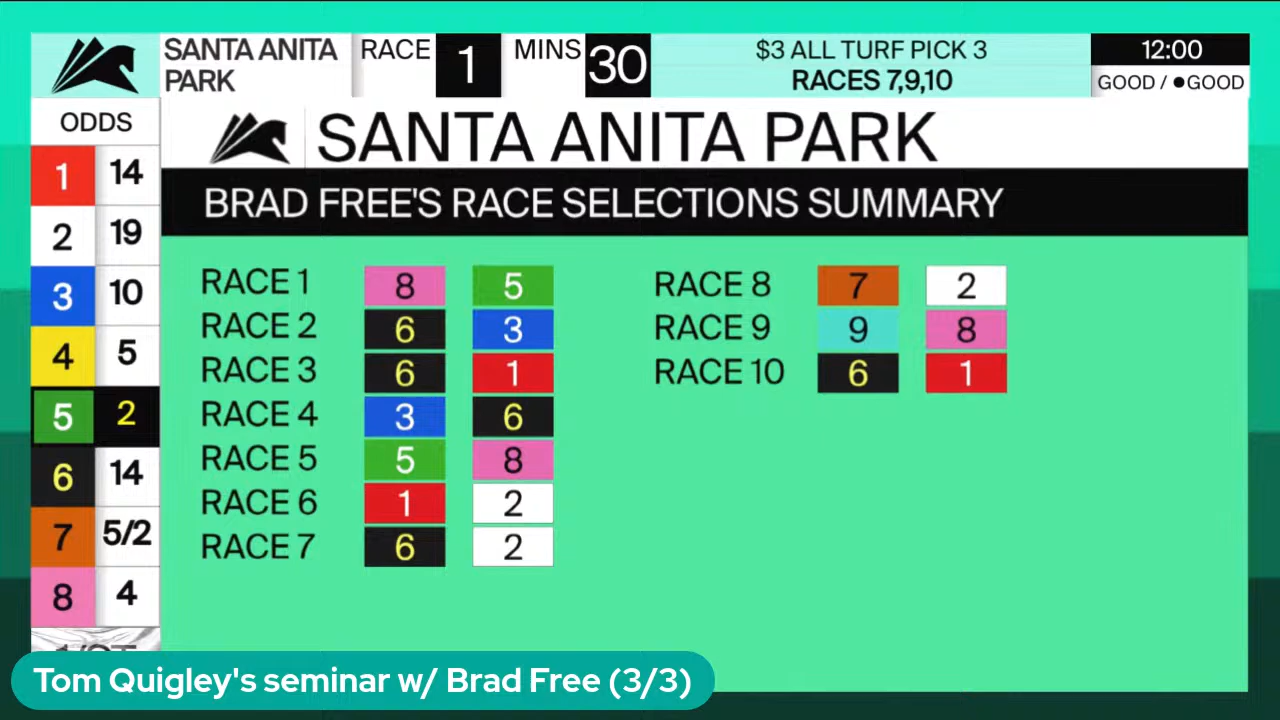 SANTA ANITA PARK
RACE 1
MINS 30
$3 ALL TURF PICK 3
RACES 7,9,10
12:00
GOOD / ●GOOD
ODDS
1 14
2 19
3 10
4 5
5 2
6 14
7 5/2
8 4
SANTA ANITA PARK
BRAD FREE'S RACE SELECTIONS SUMMARY
RACE 1 8 5
RACE 2 6 3
RACE 3 6 1
RACE 4 3 6
RACE 5 5 8
RACE 6 1 2
RACE 7 6 2
RACE 8 7 2
RACE 9 9 8
RACE 10 6 1
Tom Quigley's seminar w/ Brad Free (3/3)